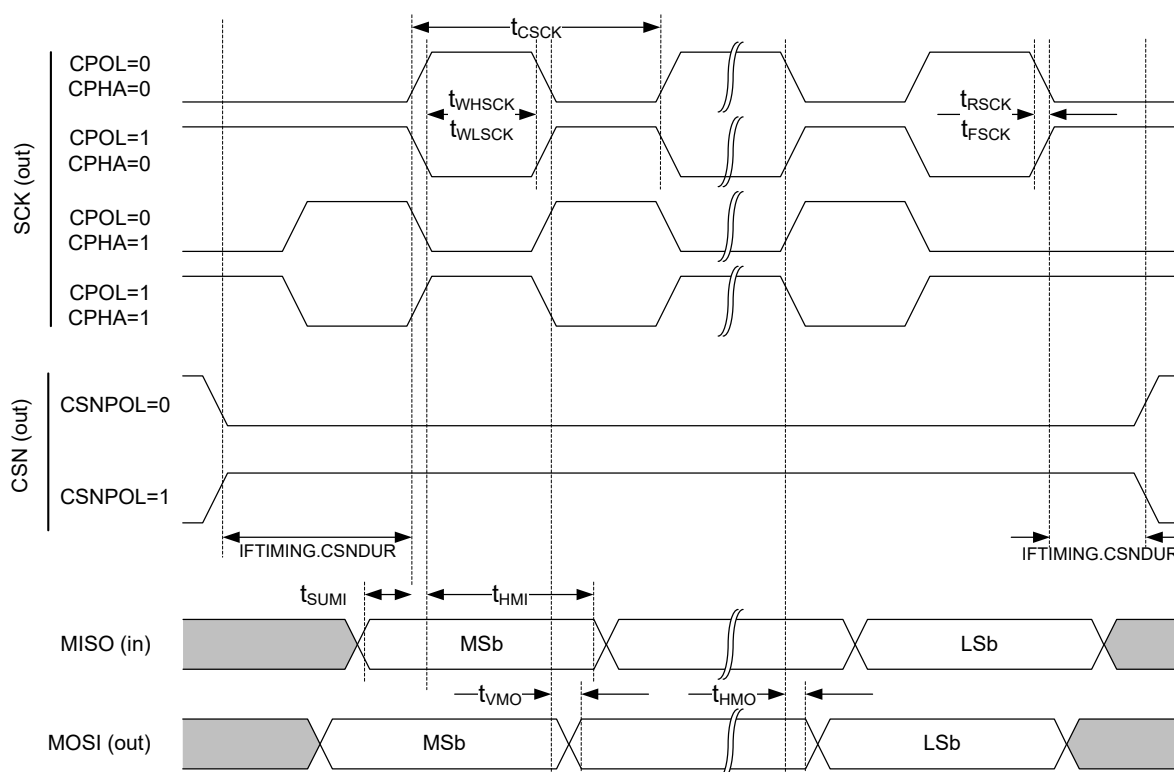 tCSCK
CPOL=0
CPHA=0
tWHSCK
tWLSCK
tRSCK
tFSCK
CPOL=1
CPHA=0
SCK (out)
CPOL=0
CPHA=1
CPOL=1
CPHA=1
CSN (out)
CSNPOL=0
CSNPOL=1
IFTIMING.CSNDUR
IFTIMING.CSNDUR
tSUMI
tHMI
MISO (in)
MSb
LSb
tVMO
tHMO
MOSI (out)
MSb
LSb